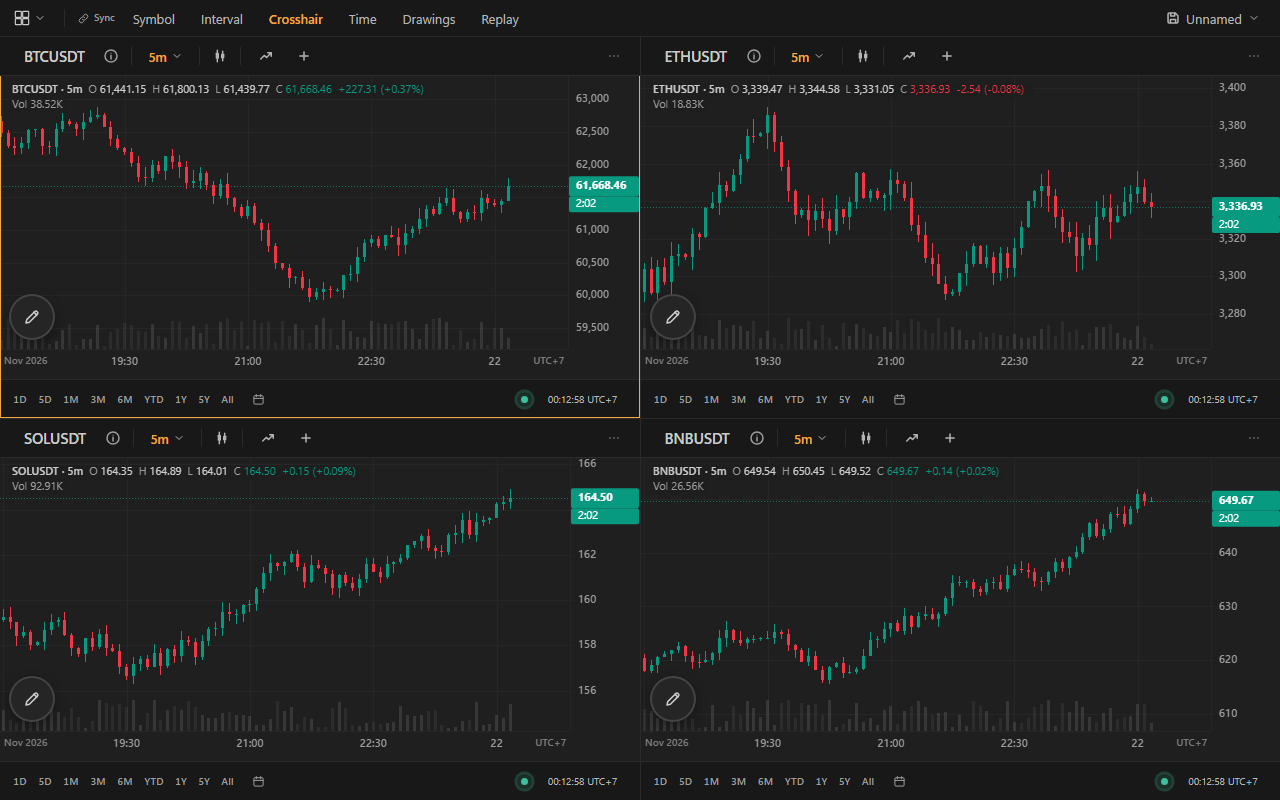 Sync Symbol Interval Crosshair Time Drawings Replay Unnamed
BTCUSDT 5m
BTCUSDT · 5m O 61,441.15 H 61,800.13 L 61,439.77 C 61,668.46 +227.31 (+0.37%)
Vol 38.52K
63,000
62,500
62,000
61,668.46
2:02
61,000
60,500
60,000
59,500
Nov 2026 19:30 21:00 22:30 22 UTC+7
1D 5D 1M 3M 6M YTD 1Y 5Y All 00:12:58 UTC+7
ETHUSDT 5m
ETHUSDT · 5m O 3,339.47 H 3,344.58 L 3,331.05 C 3,336.93 -2.54 (-0.08%)
Vol 18.83K
3,400
3,380
3,360
3,336.93
2:02
3,320
3,300
3,280
Nov 2026 19:30 21:00 22:30 22 UTC+7
1D 5D 1M 3M 6M YTD 1Y 5Y All 00:12:58 UTC+7
SOLUSDT 5m
SOLUSDT · 5m O 164.35 H 164.89 L 164.01 C 164.50 +0.15 (+0.09%)
Vol 92.91K
166
164.50
2:02
162
160
158
156
Nov 2026 19:30 21:00 22:30 22 UTC+7
1D 5D 1M 3M 6M YTD 1Y 5Y All 00:12:58 UTC+7
BNBUSDT 5m
BNBUSDT · 5m O 649.54 H 650.45 L 649.52 C 649.67 +0.14 (+0.02%)
Vol 26.56K
649.67
2:02
640
630
620
610
Nov 2026 19:30 21:00 22:30 22 UTC+7
1D 5D 1M 3M 6M YTD 1Y 5Y All 00:12:58 UTC+7